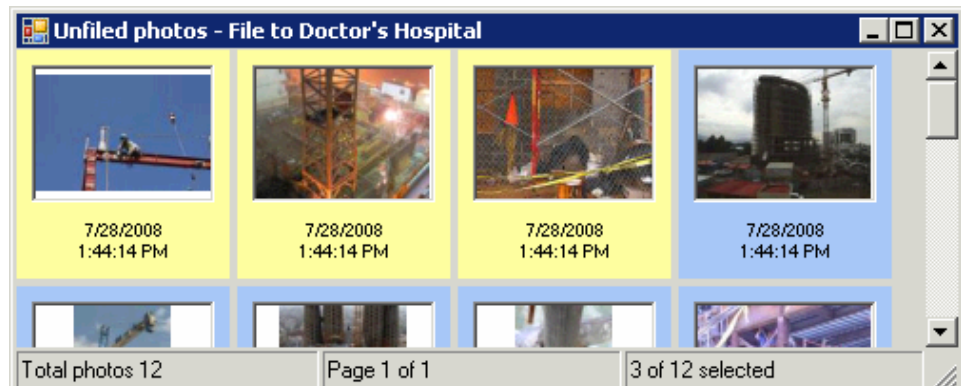 Unfiled photos - File to Doctor's Hospital
7/28/2008
1:44:14 PM
7/28/2008
1:44:14 PM
7/28/2008
1:44:14 PM
7/28/2008
1:44:14 PM
Total photos 12
Page 1 of 1
3 of 12 selected